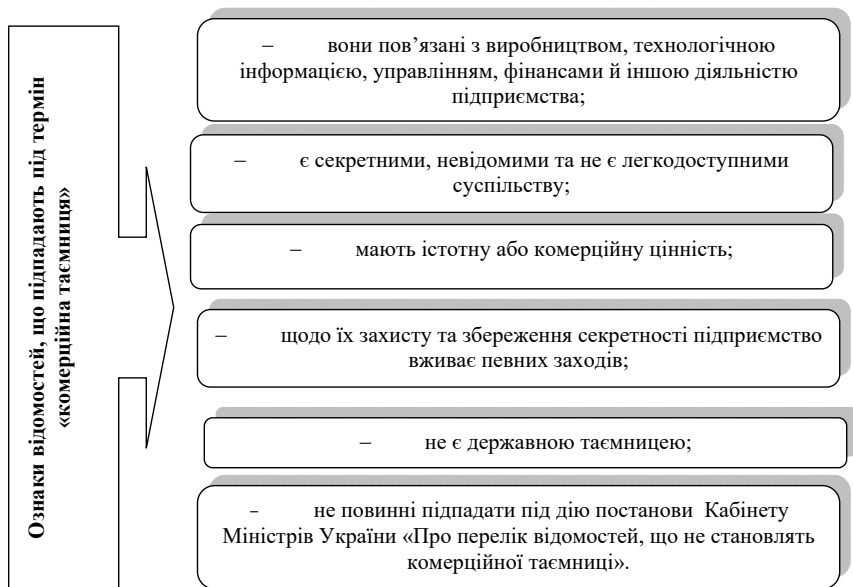 Ознаки відомостей, що підпадають під термін
«комерційна таємниця»
– вони пов’язані з виробництвом, технологічною
інформацією, управлінням, фінансами й іншою діяльністю
підприємства;
– є секретними, невідомими та не є легкодоступними
суспільству;
– мають істотну або комерційну цінність;
– щодо їх захисту та збереження секретності підприємство
вживає певних заходів;
– не є державною таємницею;
– не повинні підпадати під дію постанови Кабінету
Міністрів України «Про перелік відомостей, що не становлять
комерційної таємниці».